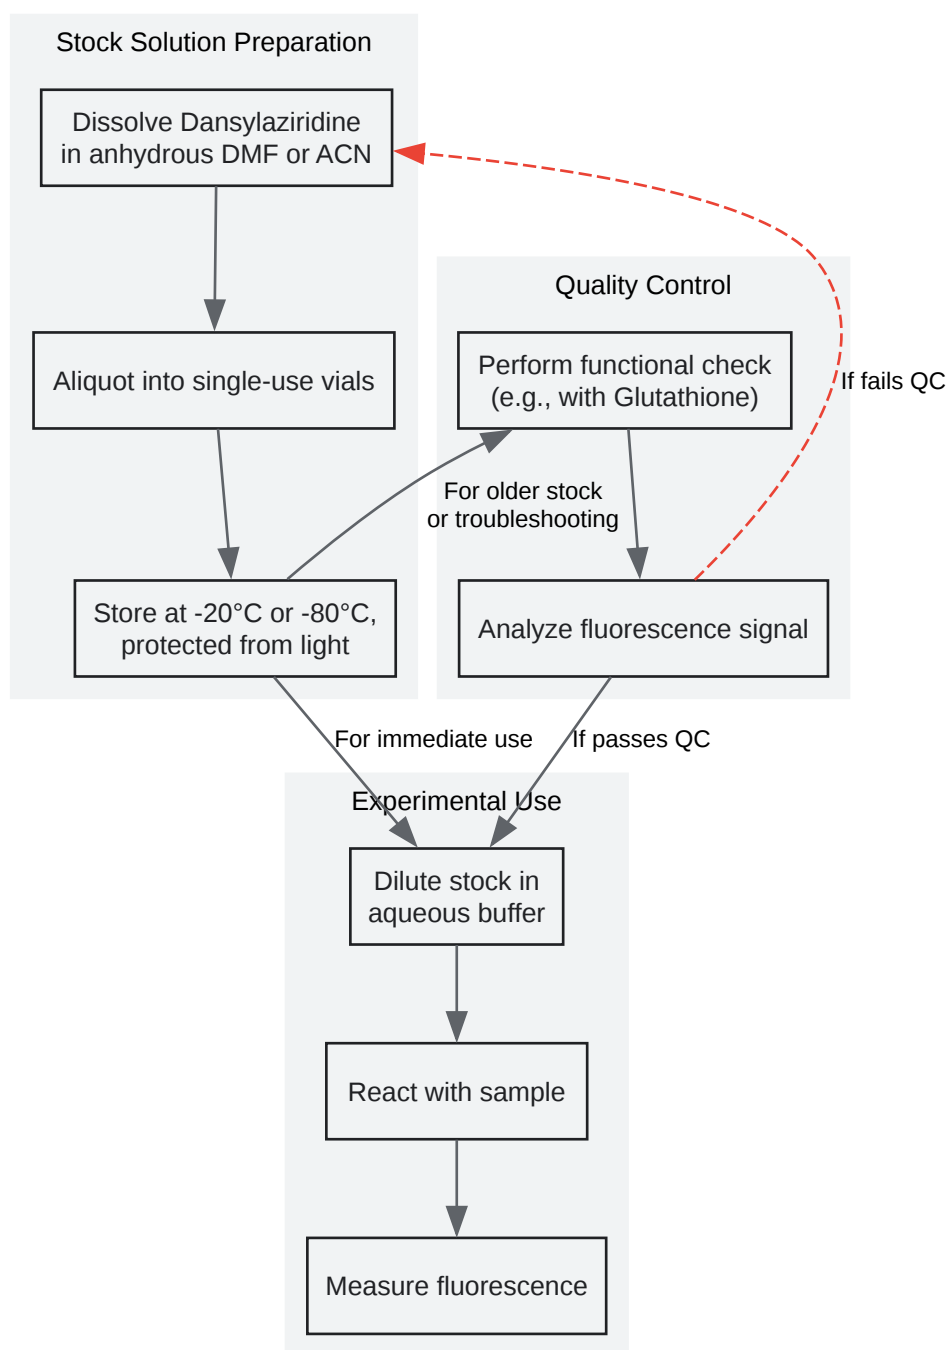 Stock Solution Preparation
Dissolve Dansylaziridine
in anhydrous DMF or ACN
Quality Control
Aliquot into single-use vials
Perform functional check
(e.g., with Glutathione)
If fails QC
For older stock
or troubleshooting
Store at -20°C or -80°C,
protected from light
Analyze fluorescence signal
For immediate use
If passes QC
Experimental Use
Dilute stock in
aqueous buffer
React with sample
Measure fluorescence